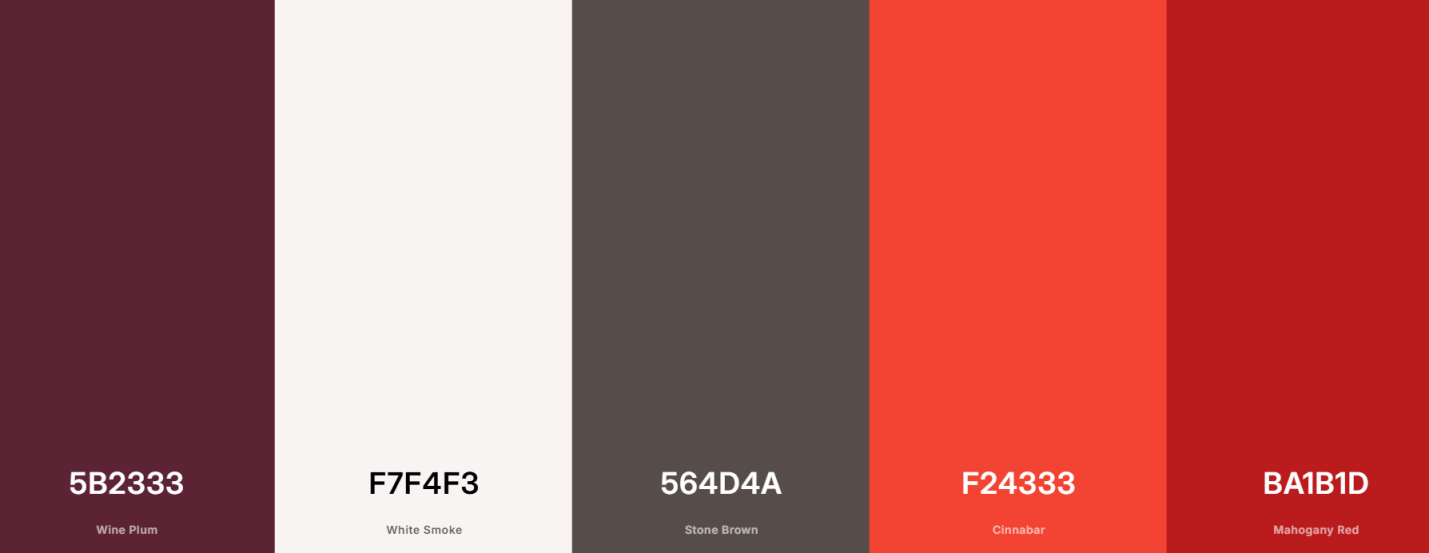 5B2333
Wine Plum
F7F4F3
White Smoke
564D4A
Stone Brown
F24333
Cinnabar
BA1B1D
Mahogany Red